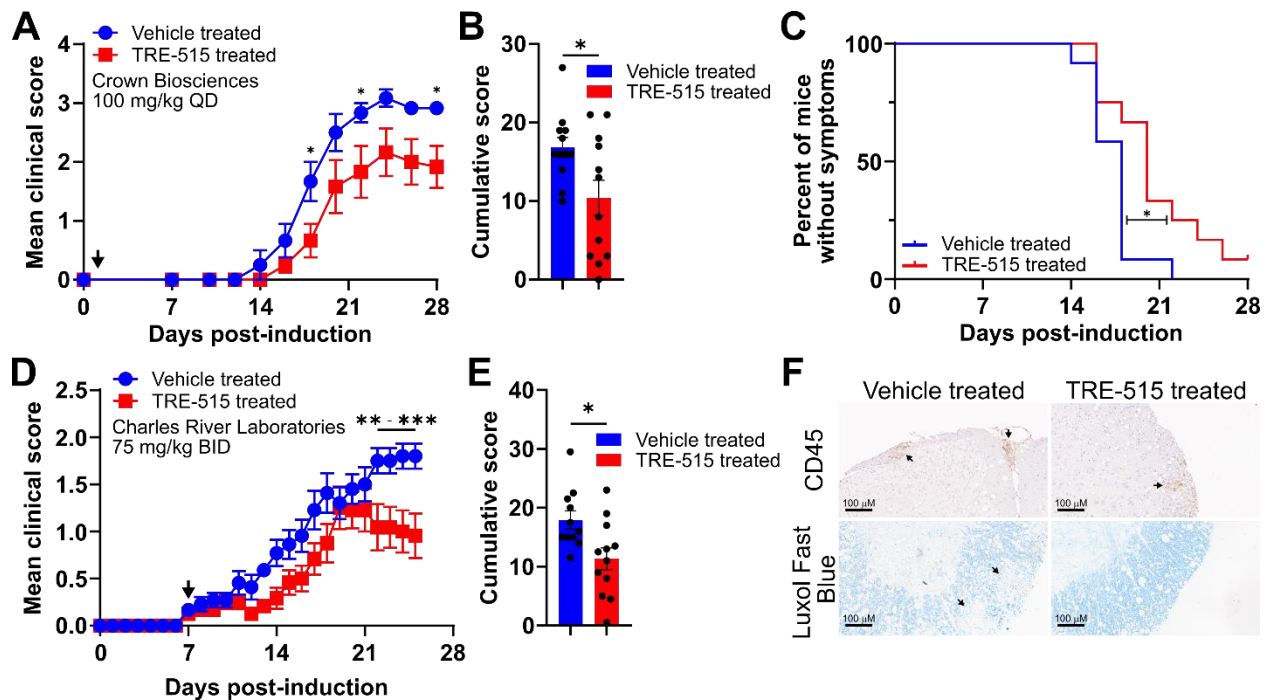 A
Vehicle treated
TRE-515 treated
Crown Biosciences
100 mg/kg QD
Mean clinical score
4
3
2
1
0
*
*
*
0 7 14 21 28
Days post-induction
B
*
Vehicle treated
TRE-515 treated
Cumulative score
30
20
10
0
C
Percent of mice
without symptoms
100
50
0
*
Vehicle treated
TRE-515 treated
0 7 14 21 28
Days post-induction
D
Vehicle treated
TRE-515 treated
Charles River Laboratories
75 mg/kg BID
** - ***
Mean clinical score
2.5
2.0
1.5
1.0
0.5
0.0
0 7 14 21 28
Days post-induction
E
*
Vehicle treated
TRE-515 treated
Cumulative score
40
30
20
10
0
F
Vehicle treated TRE-515 treated
CD45
100 µM
100 µM
Luxol Fast
Blue
100 µM
100 µM